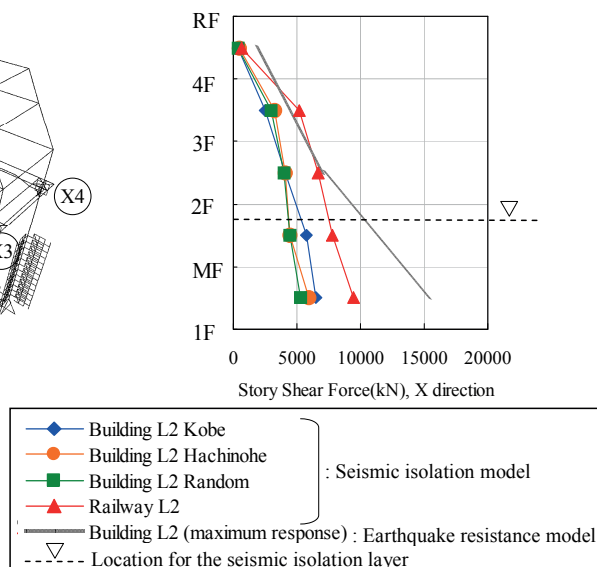 RF
4F
3F
2F
MF
1F
0 5000 10000 15000 20000
Story Shear Force(kN), X direction
X4
Building L2 Kobe
Building L2 Hachinohe
Building L2 Random
Railway L2
: Seismic isolation model
Building L2 (maximum response) : Earthquake resistance model
Location for the seismic isolation layer